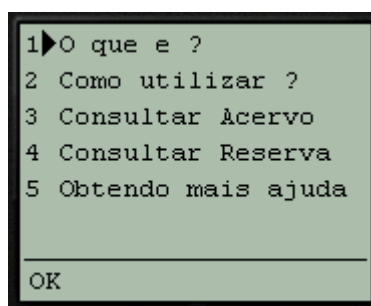 1▶O que e ?
2 Como utilizar ?
3 Consultar Acervo
4 Consultar Reserva
5 Obtendo mais ajuda
OK